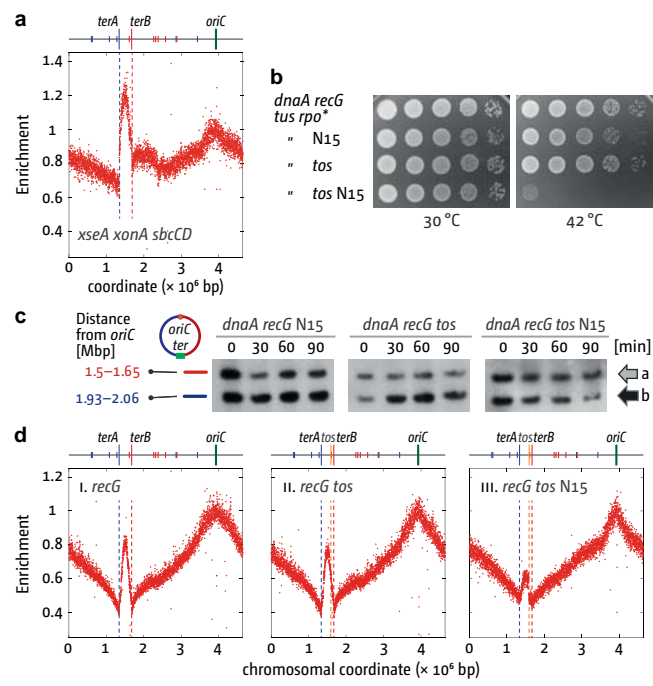 a
terA terB oriC
1.4
1.2
1
0.8
0.6
0.4
Enrichment
xseA xonA sbcCD
0 1 2 3 4
coordinate (× 10⁶ bp)
b
dnaA recG
tus rpo*
" N15
" tos
" tos N15
30 °C 42 °C
c
Distance
from oriC
[Mbp]
oriC
ter
dnaA recG N15 dnaA recG tos dnaA recG tos N15
0 30 60 90 0 30 60 90 0 30 60 90 [min]
1.5–1.65 a
1.93–2.06 b
d
terA terB oriC
terA tos terB oriC
terA tos terB oriC
1.2
1
0.8
0.6
0.4
Enrichment
I. recG
II. recG tos
III. recG tos N15
0 1 2 3 4
0 1 2 3 4
0 1 2 3 4
chromosomal coordinate (× 10⁶ bp)